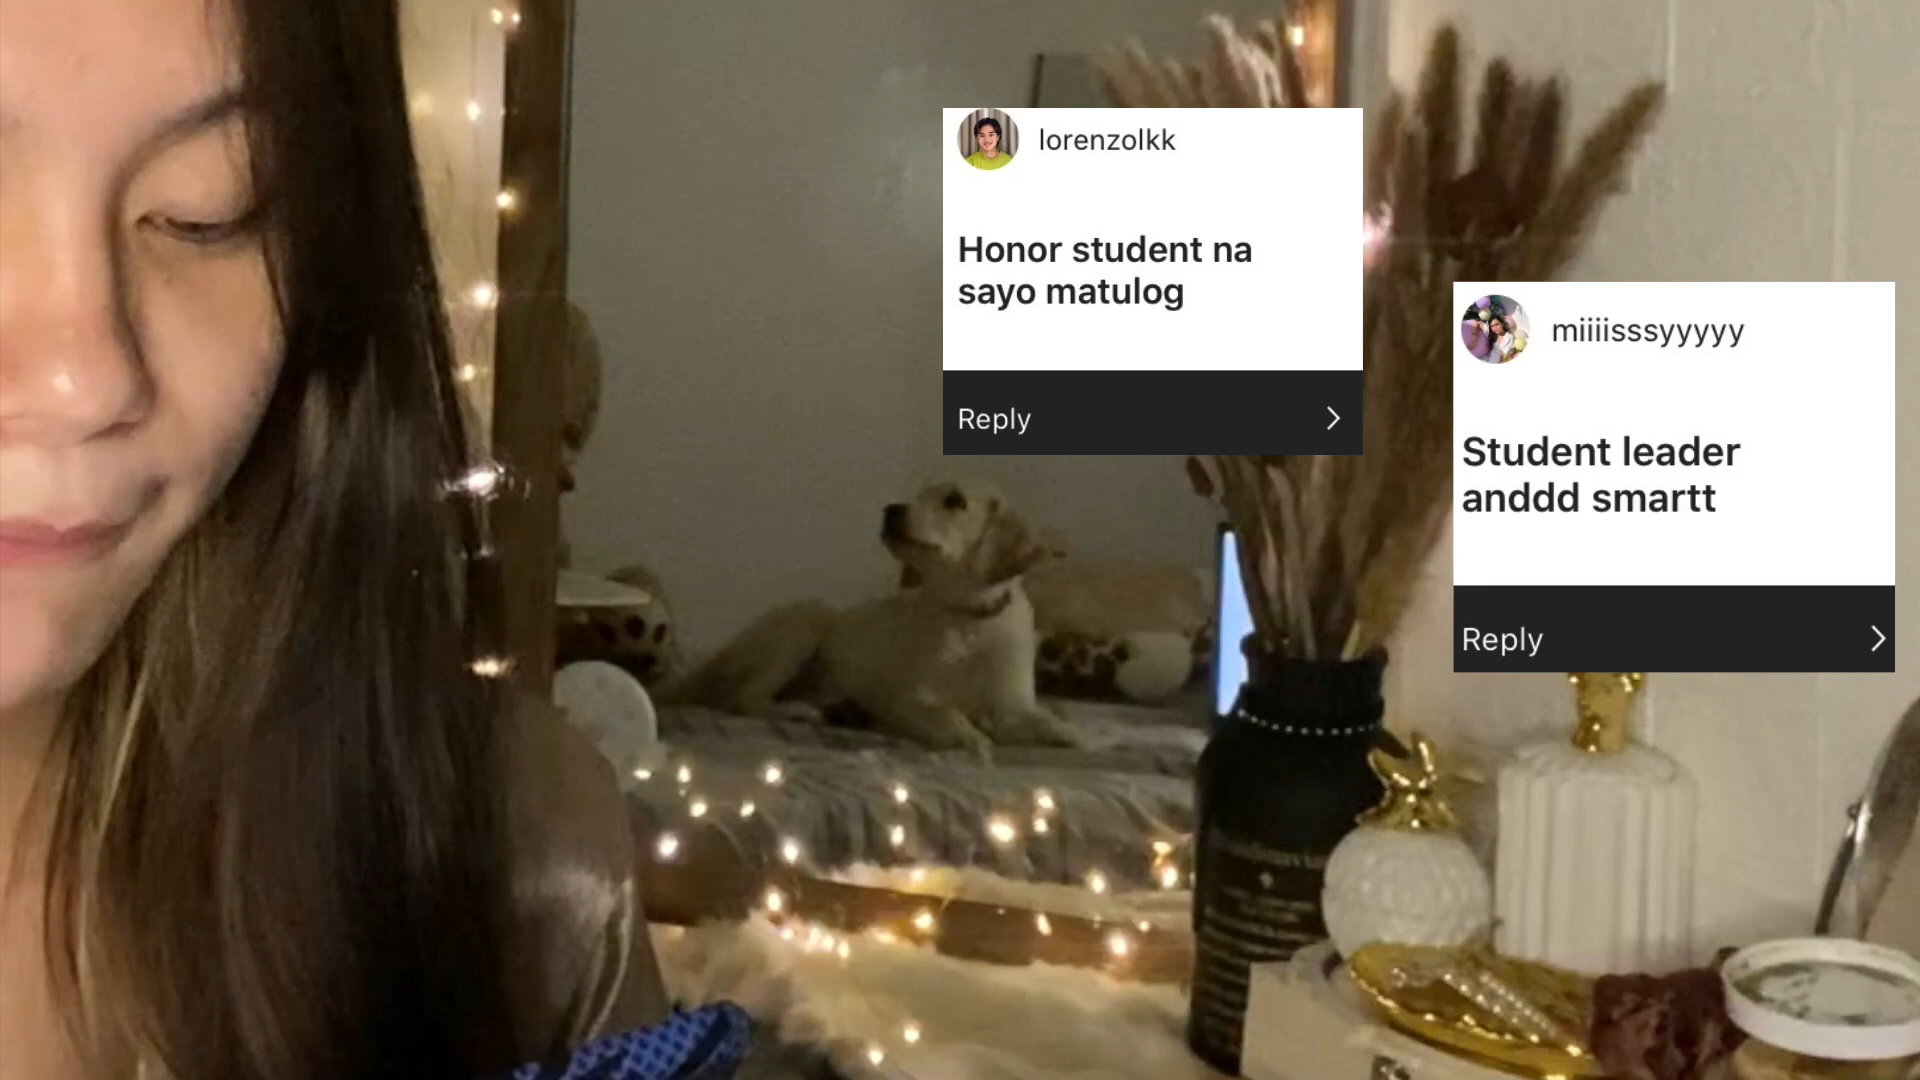 lorenzolkk
Honor student na
sayo matulog
Reply
miiiisssyyyyy
Student leader
anddd smartt
Reply